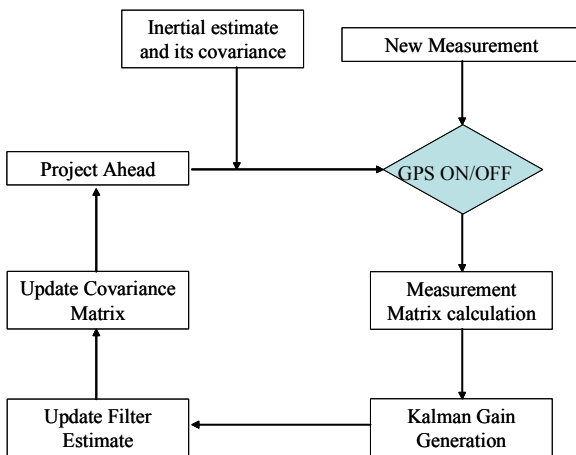 Inertial estimate
and its covariance
New Measurement
Project Ahead
GPS ON/OFF
Update Covariance
Matrix
Measurement
Matrix calculation
Update Filter
Estimate
Kalman Gain
Generation